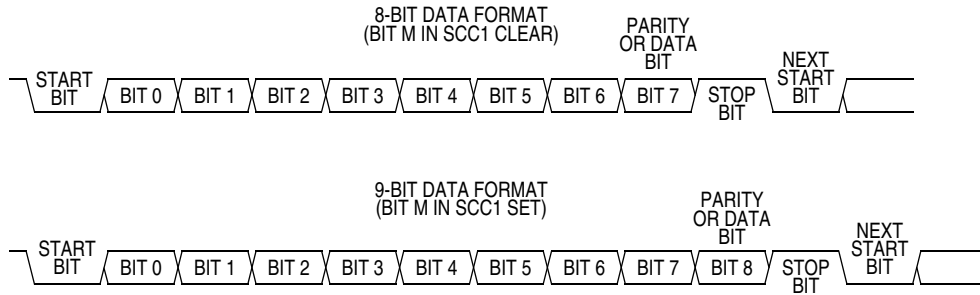 8-BIT DATA FORMAT
(BIT M IN SCC1 CLEAR)
PARITY
OR DATA
BIT
NEXT
START
BIT
START
BIT
BIT 0
BIT 1
BIT 2
BIT 3
BIT 4
BIT 5
BIT 6
BIT 7
STOP
BIT
9-BIT DATA FORMAT
(BIT M IN SCC1 SET)
PARITY
OR DATA
BIT
NEXT
START
BIT
START
BIT
BIT 0
BIT 1
BIT 2
BIT 3
BIT 4
BIT 5
BIT 6
BIT 7
BIT 8
STOP
BIT